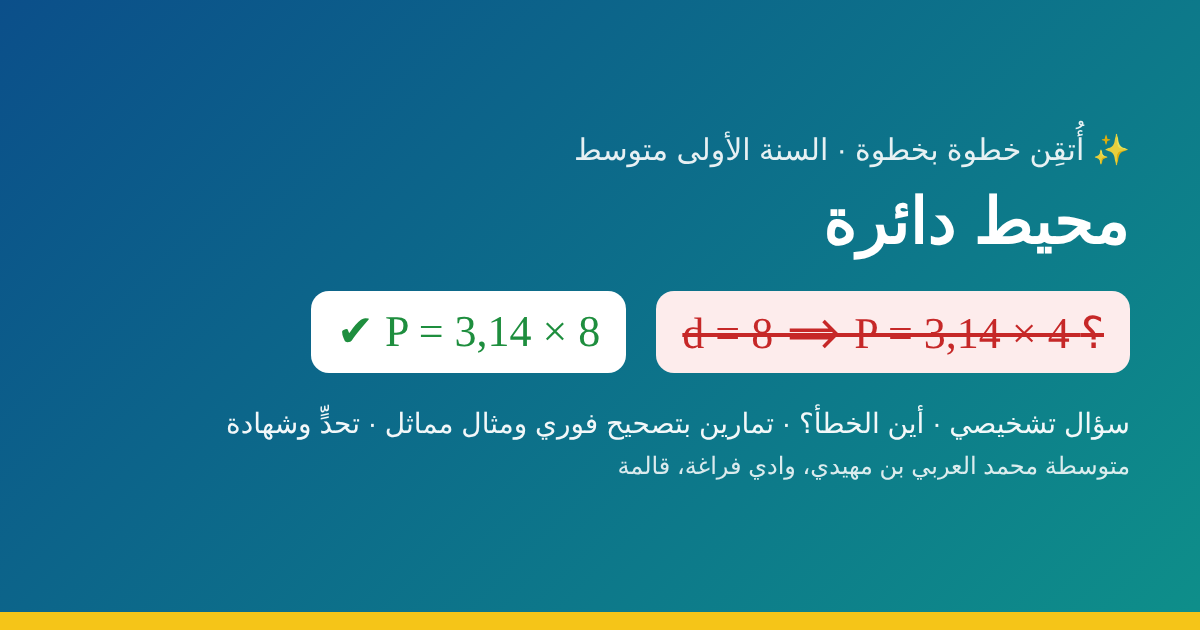 ✨ أُتقِن خطوة بخطوة · السنة الأولى متوسط
محيط دائرة
d = 8 ⟹ P = 3,14 × 4 ؟
✔ P = 3,14 × 8
سؤال تشخيصي · أين الخطأ؟ · تمارين بتصحيح فوري ومثال مماثل · تحدٍّ وشهادة
متوسطة محمد العربي بن مهيدي، وادي فراغة، قالمة